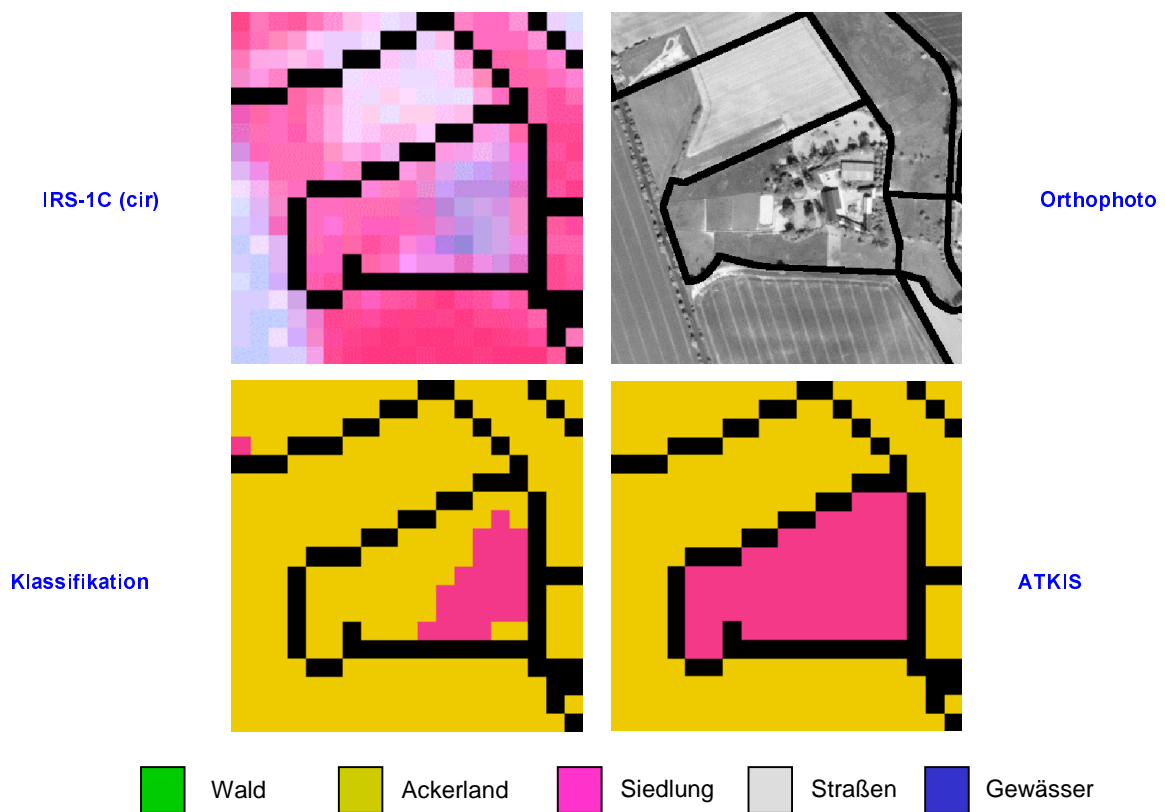 IRS-1C (cir)
Orthophoto
Klassifikation
ATKIS
Wald Ackerland Siedlung Straßen Gewässer